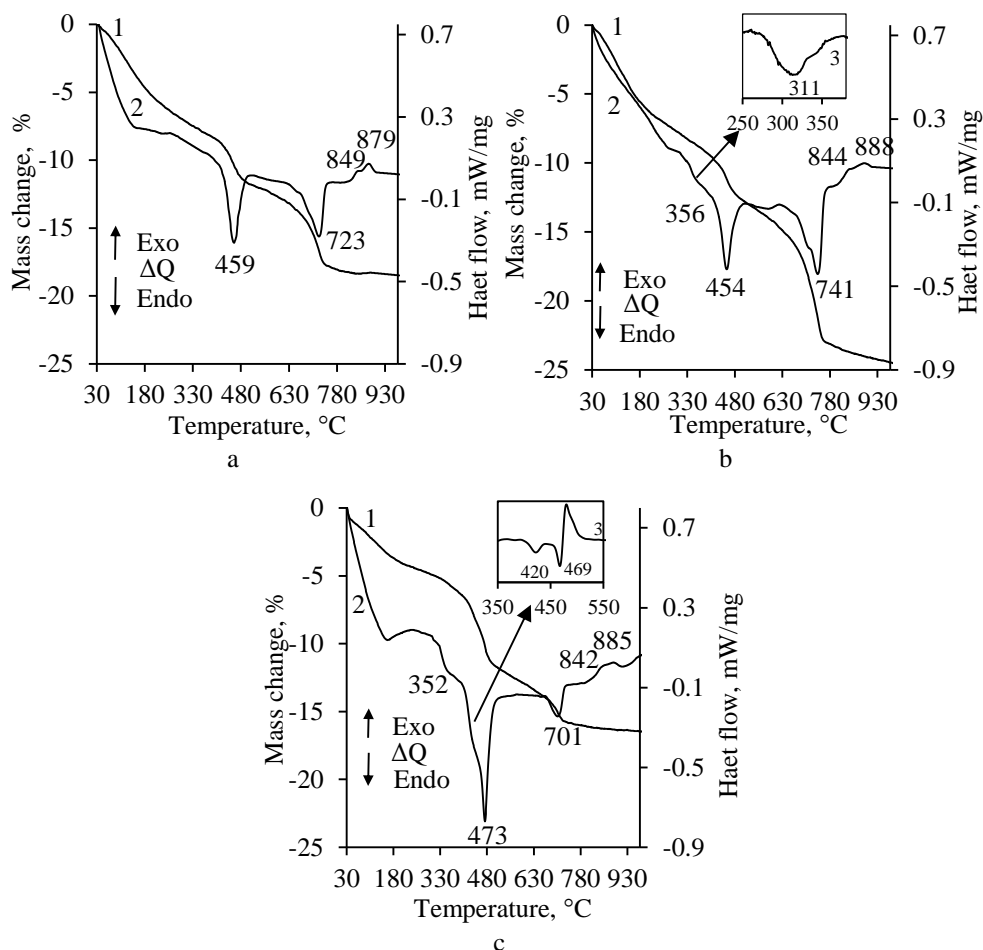 0
-5
-10
-15
-20
-25
Mass change, %
1
2
Exo
ΔQ
Endo
459
723
849
879
0.7
0.3
-0.1
-0.5
-0.9
Haet flow, mW/mg
30 180 330 480 630 780 930
Temperature, °C
a
0
-5
-10
-15
-20
-25
Mass change, %
1
2
3
311
250 300 350
356
454
741
844
888
Exo
ΔQ
Endo
0.7
0.3
-0.1
-0.5
-0.9
Haet flow, mW/mg
30 180 330 480 630 780 930
Temperature, °C
b
0
-5
-10
-15
-20
-25
Mass change, %
1
2
3
420 469
350 450 550
352
473
701
842
885
Exo
ΔQ
Endo
0.7
0.3
-0.1
-0.5
-0.9
Haet flow, mW/mg
30 180 330 480 630 780 930
Temperature, °C
c